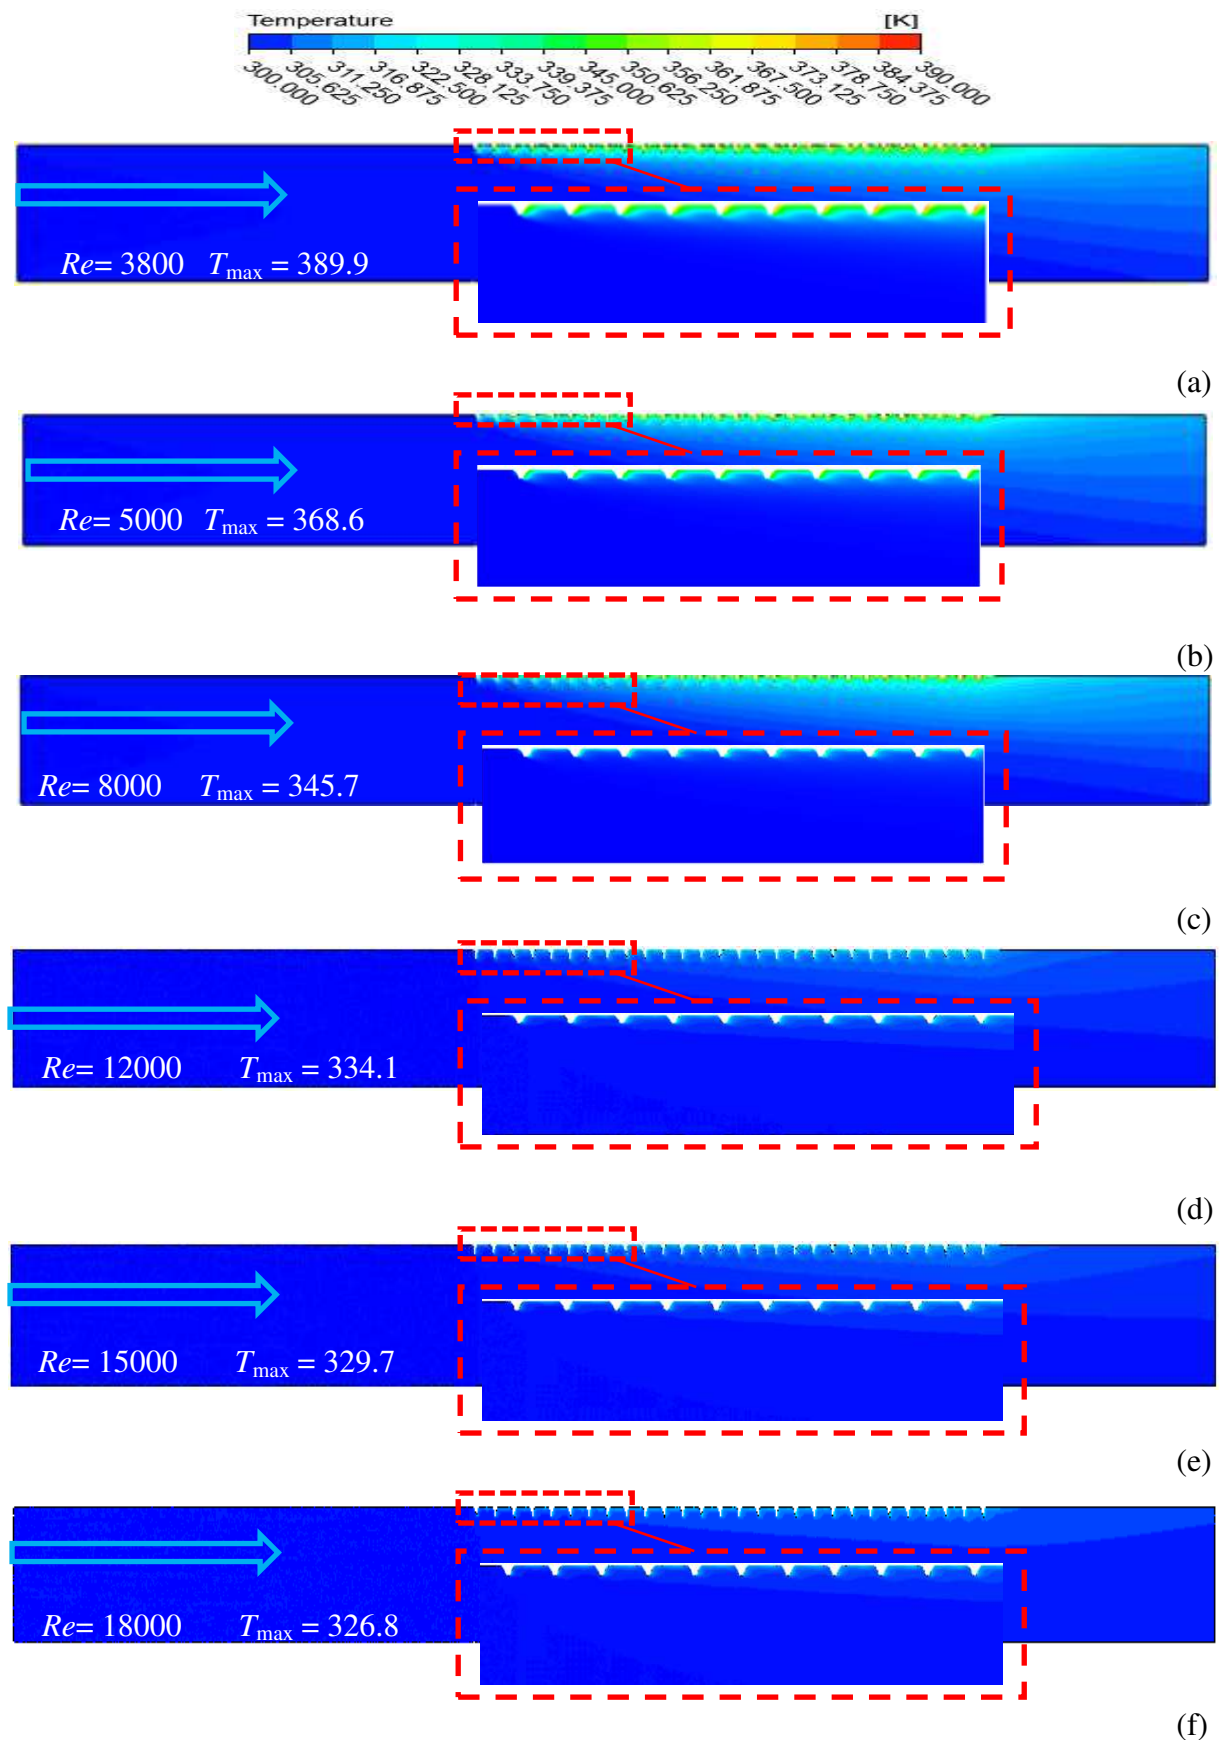 Temperature [K]
300.000 305.625 311.250 316.875 322.500 328.125 333.750 339.375 345.000 350.625 356.250 361.875 367.500 373.125 378.750 384.375 390.000
Re= 3800 Tmax = 389.9
(a)
Re= 5000 Tmax = 368.6
(b)
Re= 8000 Tmax = 345.7
(c)
Re= 12000 Tmax = 334.1
(d)
Re= 15000 Tmax = 329.7
(e)
Re= 18000 Tmax = 326.8
(f)